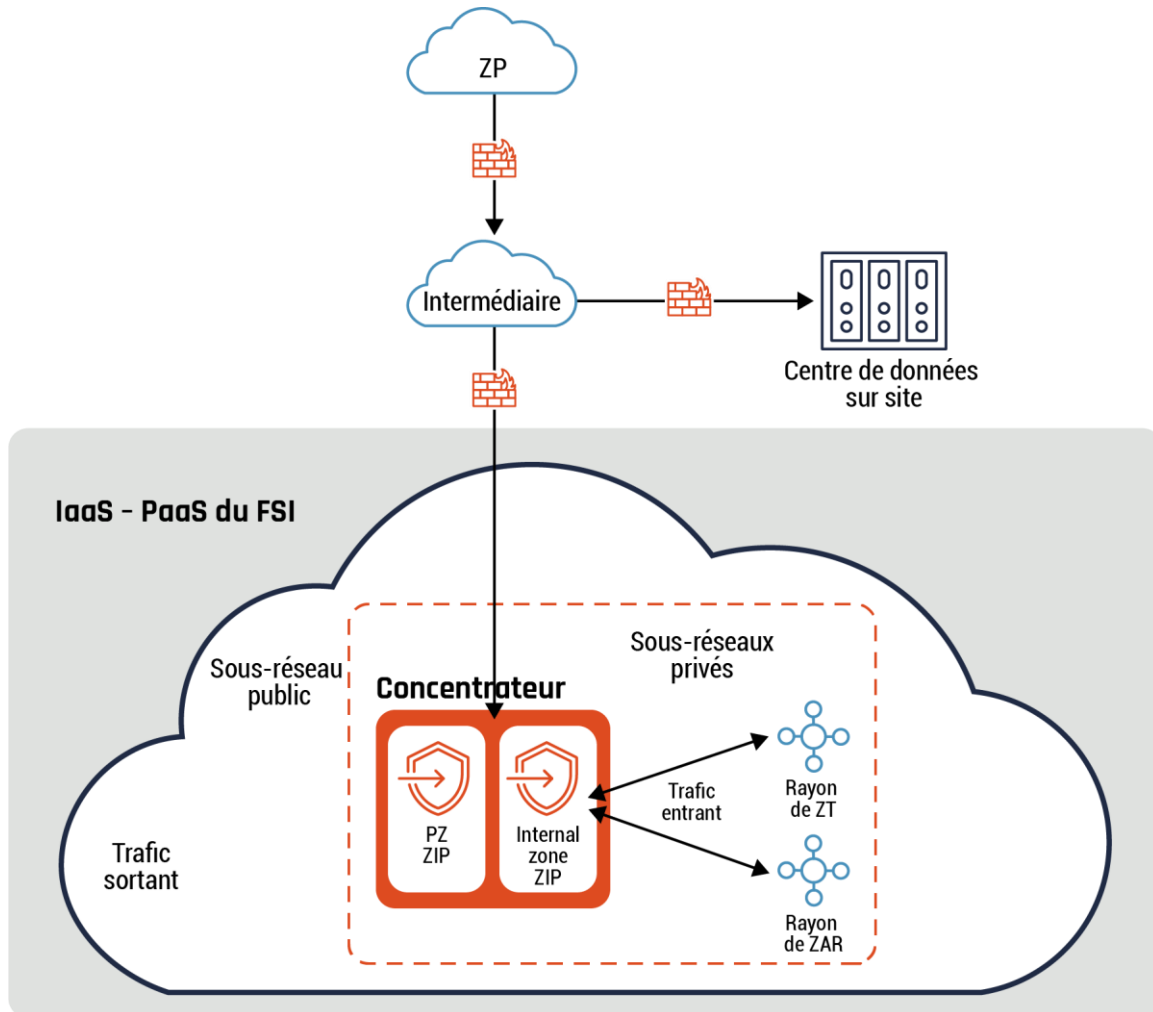 ZP
Intermédiaire
Centre de données
sur site
IaaS - PaaS du FSI
Sous-réseau
public
Sous-réseaux
privés
Concentrateur
PZ
ZIP
Internal
zone
ZIP
Trafic
entrant
Rayon
de ZT
Rayon
de ZAR
Trafic
sortant